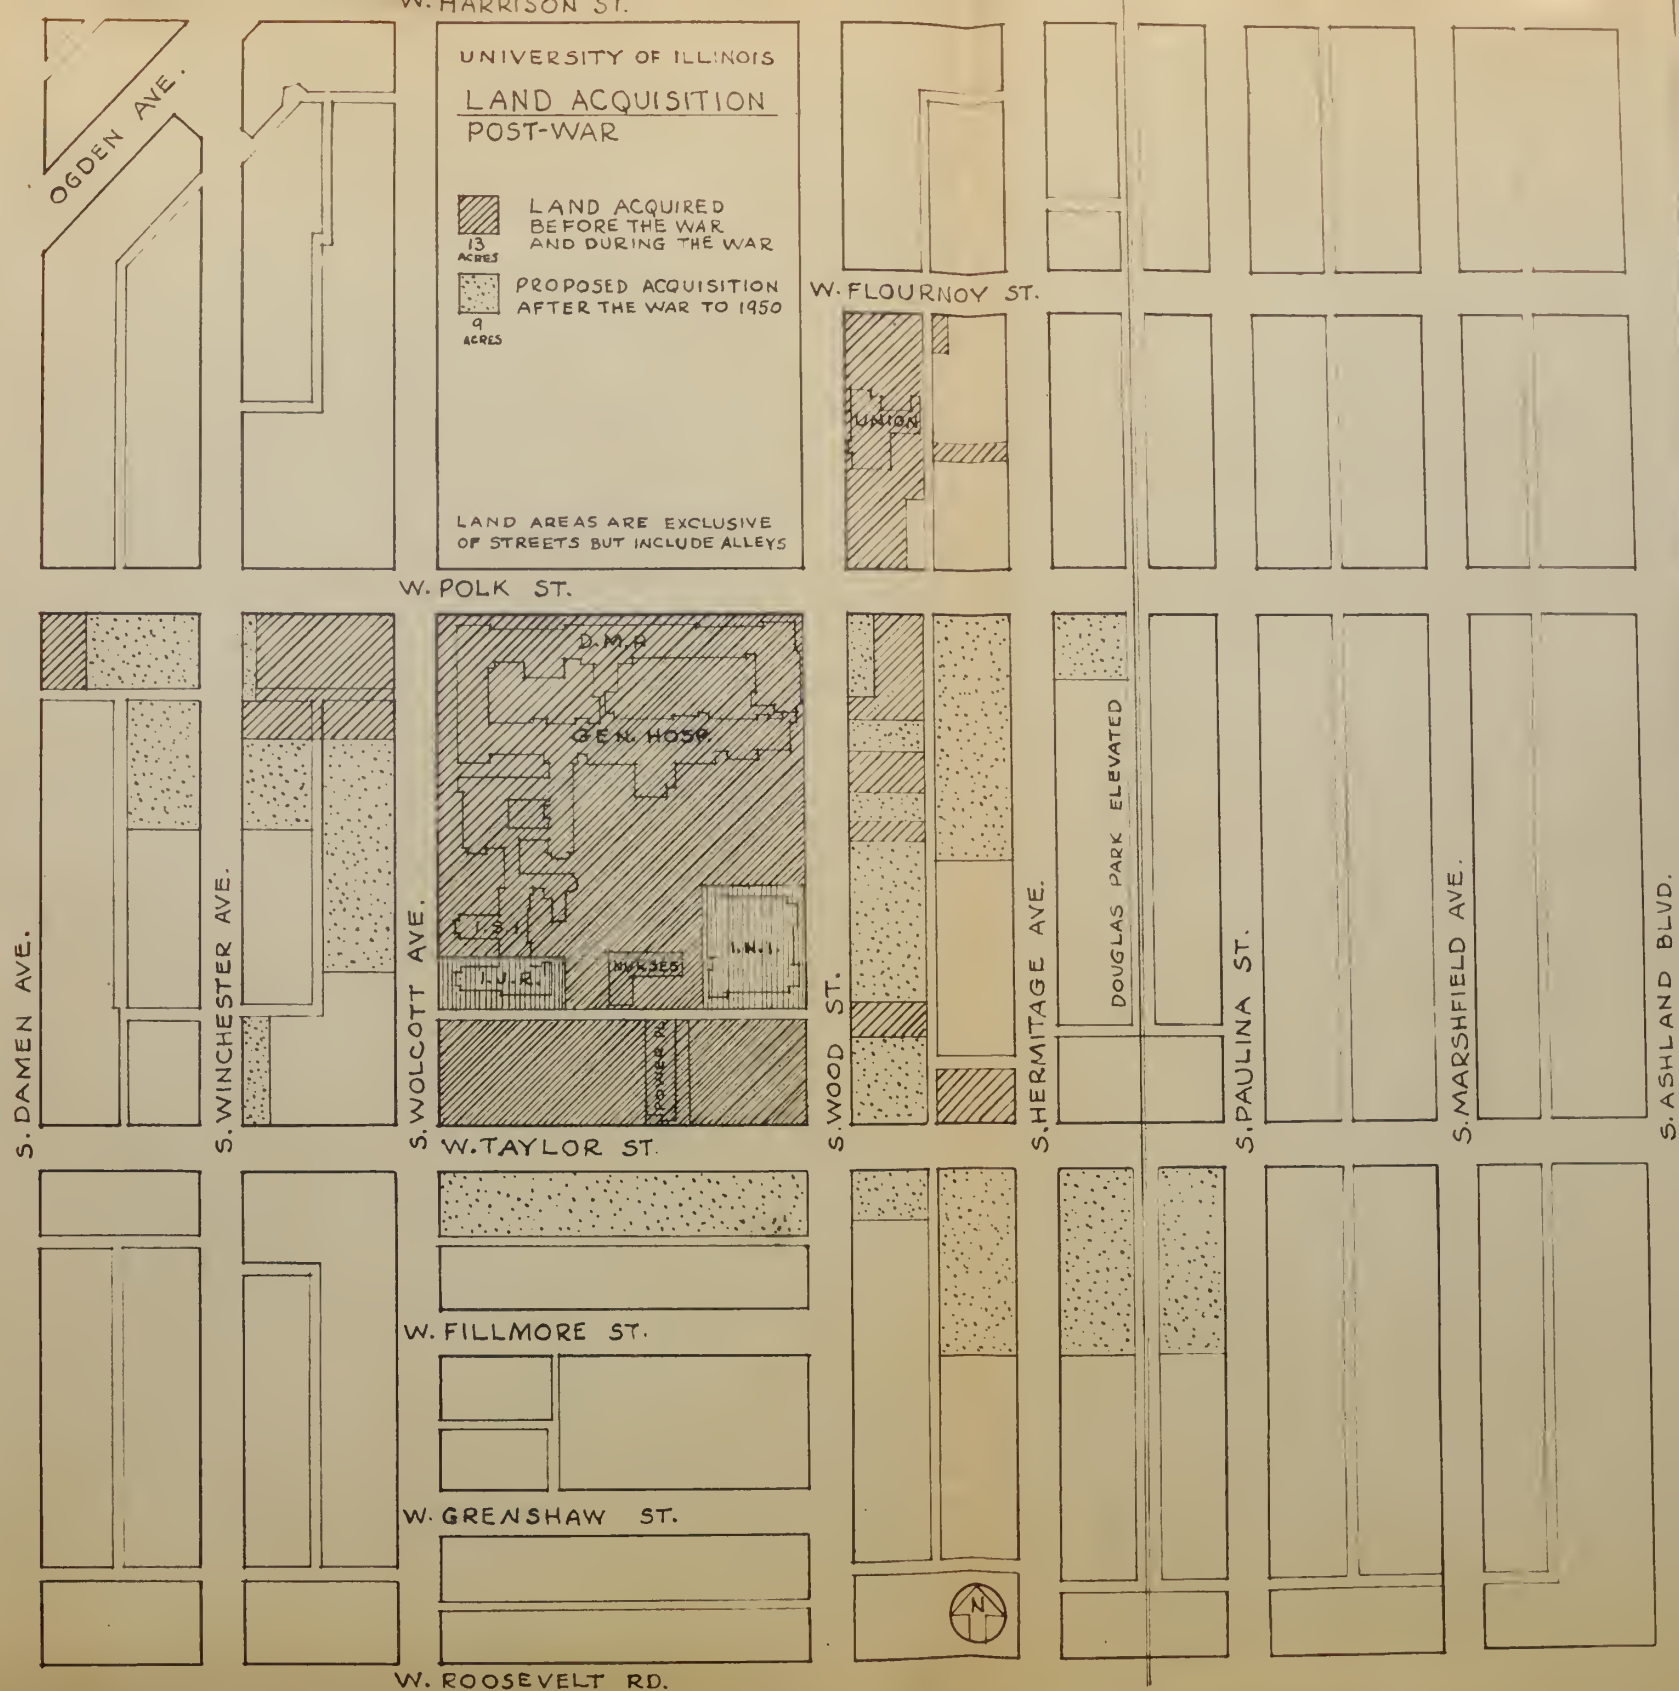 W. HARRISON ST.
OGDEN AVE.
UNIVERSITY OF ILLINOIS
LAND ACQUISITION
POST-WAR
LAND ACQUIRED
BEFORE THE WAR
AND DURING THE WAR
13
ACRES
PROPOSED ACQUISITION
AFTER THE WAR TO 1950
9
ACRES
LAND AREAS ARE EXCLUSIVE
OF STREETS BUT INCLUDE ALLEYS
W. FLOURNOY ST.
UNION
W. POLK ST.
D.M.P
GEN. HOSP.
I.S.I.
I.J.R.
NURSES
I.N.I.
POWER PL
S. DAMEN AVE.
S. WINCHESTER AVE.
S. WOLCOTT AVE.
S. WOOD ST.
S. HERMITAGE AVE.
DOUGLAS PARK ELEVATED
S. PAULINA ST.
S. MARSHFIELD AVE.
S. ASHLAND BLVD.
W. TAYLOR ST.
W. FILLMORE ST.
W. GRENSHAW ST.
N
W. ROOSEVELT RD.